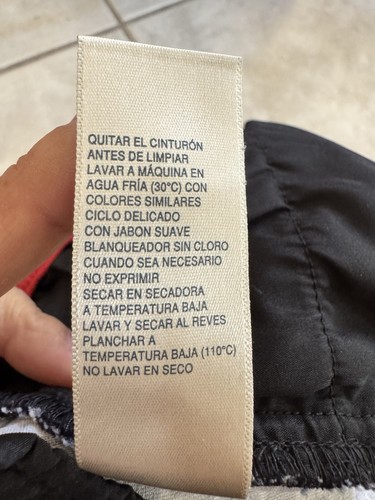 QUITAR EL CINTURÓN
ANTES DE LIMPIAR
LAVAR A MÁQUINA EN
AGUA FRÍA (30°C) CON
COLORES SIMILARES
CICLO DELICADO
CON JABON SUAVE
BLANQUEADOR SIN CLORO
CUANDO SEA NECESARIO
NO EXPRIMIR
SECAR EN SECADORA
A TEMPERATURA BAJA
LAVAR Y SECAR AL REVES
PLANCHAR A
TEMPERATURA BAJA (110°C)
NO LAVAR EN SECO